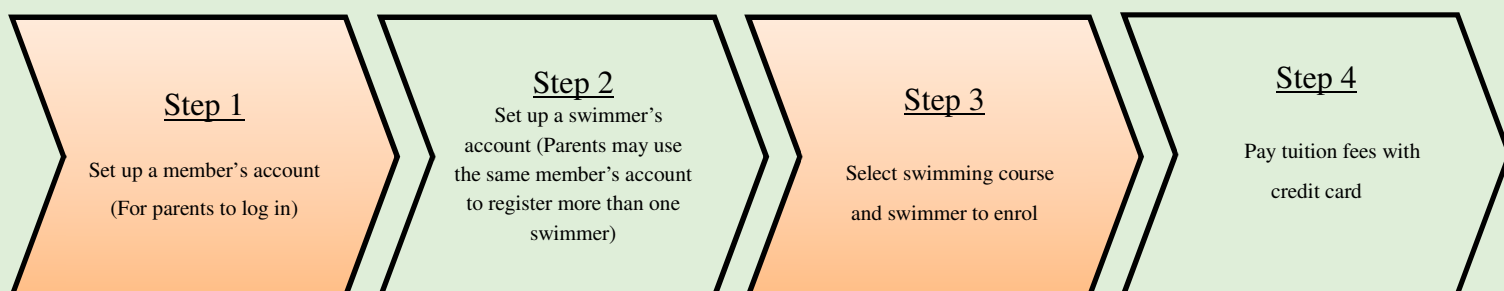 Step 1
Set up a member’s account
(For parents to log in)
Step 2
Set up a swimmer’s
account (Parents may use
the same member’s account
to register more than one
swimmer)
Step 3
Select swimming course
and swimmer to enrol
Step 4
Pay tuition fees with
credit card